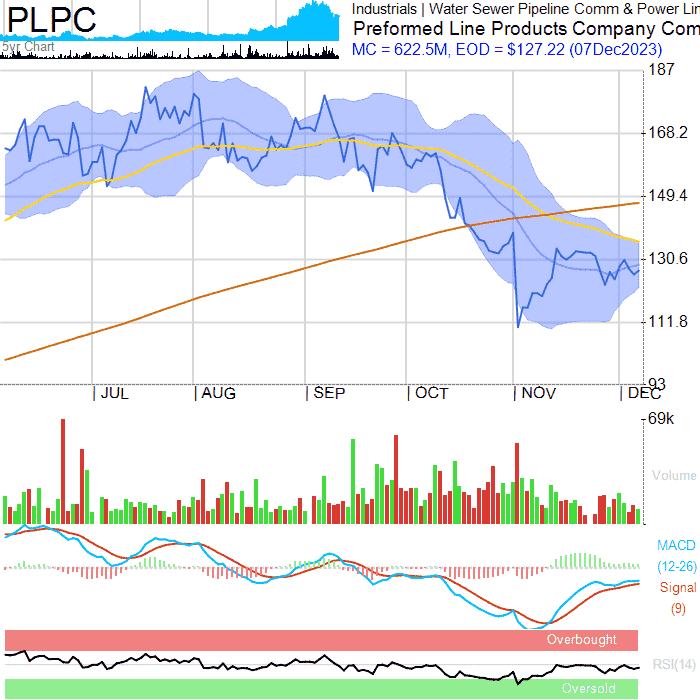 PLPC
5yr Chart
Industrials | Water Sewer Pipeline Comm & Power Lin
Preformed Line Products Company Com
MC = 622.5M, EOD = $127.22 (07Dec2023)
187
168.2
149.4
130.6
111.8
93
JUL AUG SEP OCT NOV DEC
69k
Volume
MACD
(12-26)
Signal
(9)
Overbought
RSI(14)
Oversold